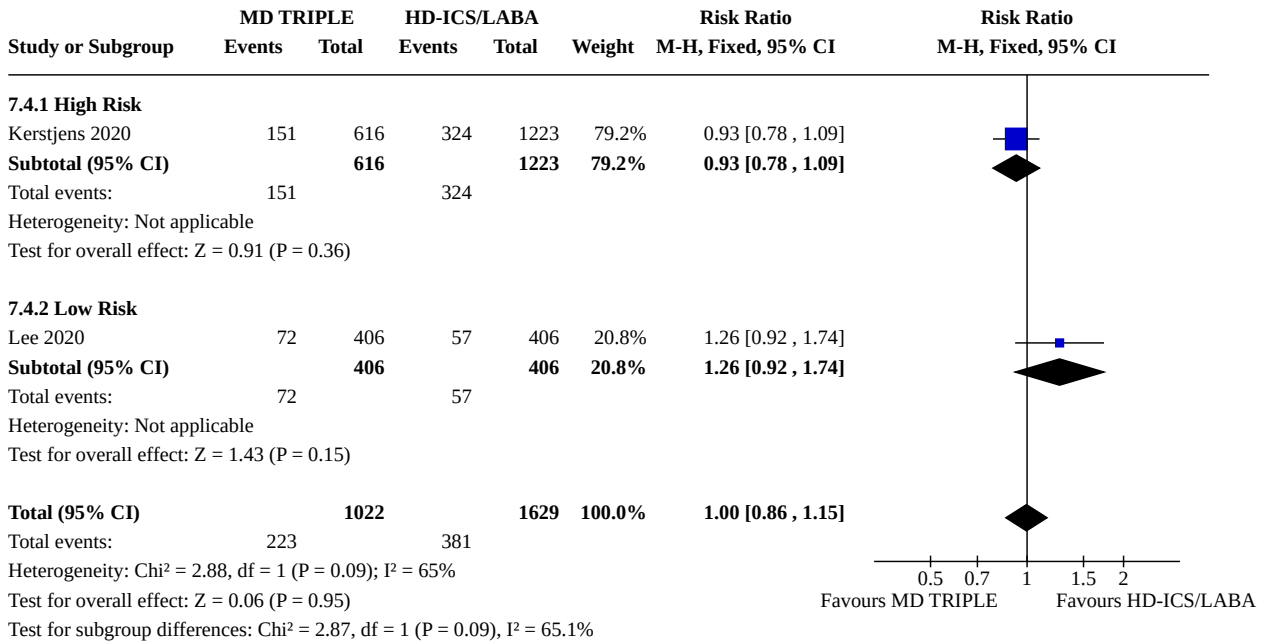 MD TRIPLE HD-ICS/LABA Risk Ratio Risk Ratio
Study or Subgroup Events Total Events Total Weight M-H, Fixed, 95% CI M-H, Fixed, 95% CI
7.4.1 High Risk
Kerstjens 2020 151 616 324 1223 79.2% 0.93 [0.78 , 1.09]
Subtotal (95% CI) 616 1223 79.2% 0.93 [0.78 , 1.09]
Total events: 151 324
Heterogeneity: Not applicable
Test for overall effect: Z = 0.91 (P = 0.36)
7.4.2 Low Risk
Lee 2020 72 406 57 406 20.8% 1.26 [0.92 , 1.74]
Subtotal (95% CI) 406 406 20.8% 1.26 [0.92 , 1.74]
Total events: 72 57
Heterogeneity: Not applicable
Test for overall effect: Z = 1.43 (P = 0.15)
Total (95% CI) 1022 1629 100.0% 1.00 [0.86 , 1.15]
Total events: 223 381
Heterogeneity: Chi² = 2.88, df = 1 (P = 0.09); I² = 65%
0.5 0.7 1 1.5 2
Test for overall effect: Z = 0.06 (P = 0.95) Favours MD TRIPLE Favours HD-ICS/LABA
Test for subgroup differences: Chi² = 2.87, df = 1 (P = 0.09), I² = 65.1%